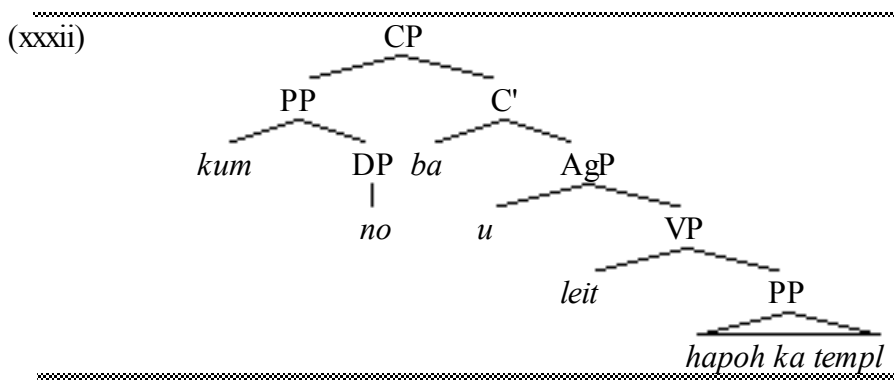 (xxxii) CP
PP C'
kum DP ba AgP
no u VP
leit PP
hapoh ka templ